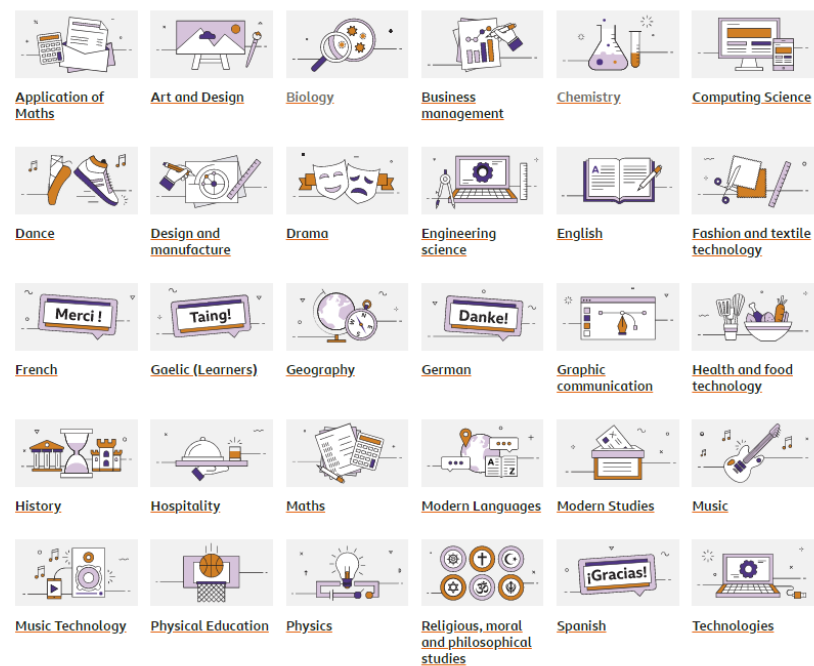 Application of
Maths
Art and Design
Biology
Business
management
Chemistry
Computing Science
Dance
Design and
manufacture
Drama
Engineering
science
A
English
Fashion and textile
technology
Merci !
French
Taing!
Gaelic (Learners)
N
E
S
W
Geography
Danke!
German
Graphic
communication
Health and food
technology
History
Hospitality
Maths
A
Z
Modern Languages
Modern Studies
Music
Music Technology
Physical Education
Physics
ॐ
Religious, moral
and philosophical
studies
¡Gracias!
Spanish
Technologies